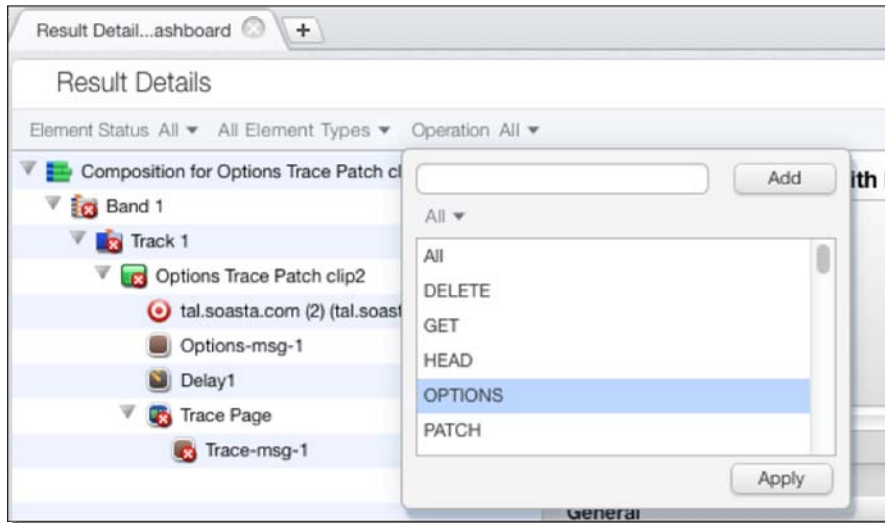 Result Detail...ashboard +
Result Details
Element Status All All Element Types Operation All
Composition for Options Trace Patch cl
Band 1
Track 1
Options Trace Patch clip2
tal.soasta.com (2) (tal.soast
Options-msg-1
Delay1
Trace Page
Trace-msg-1
Add
All
All
DELETE
GET
HEAD
OPTIONS
PATCH
Apply
ith
General